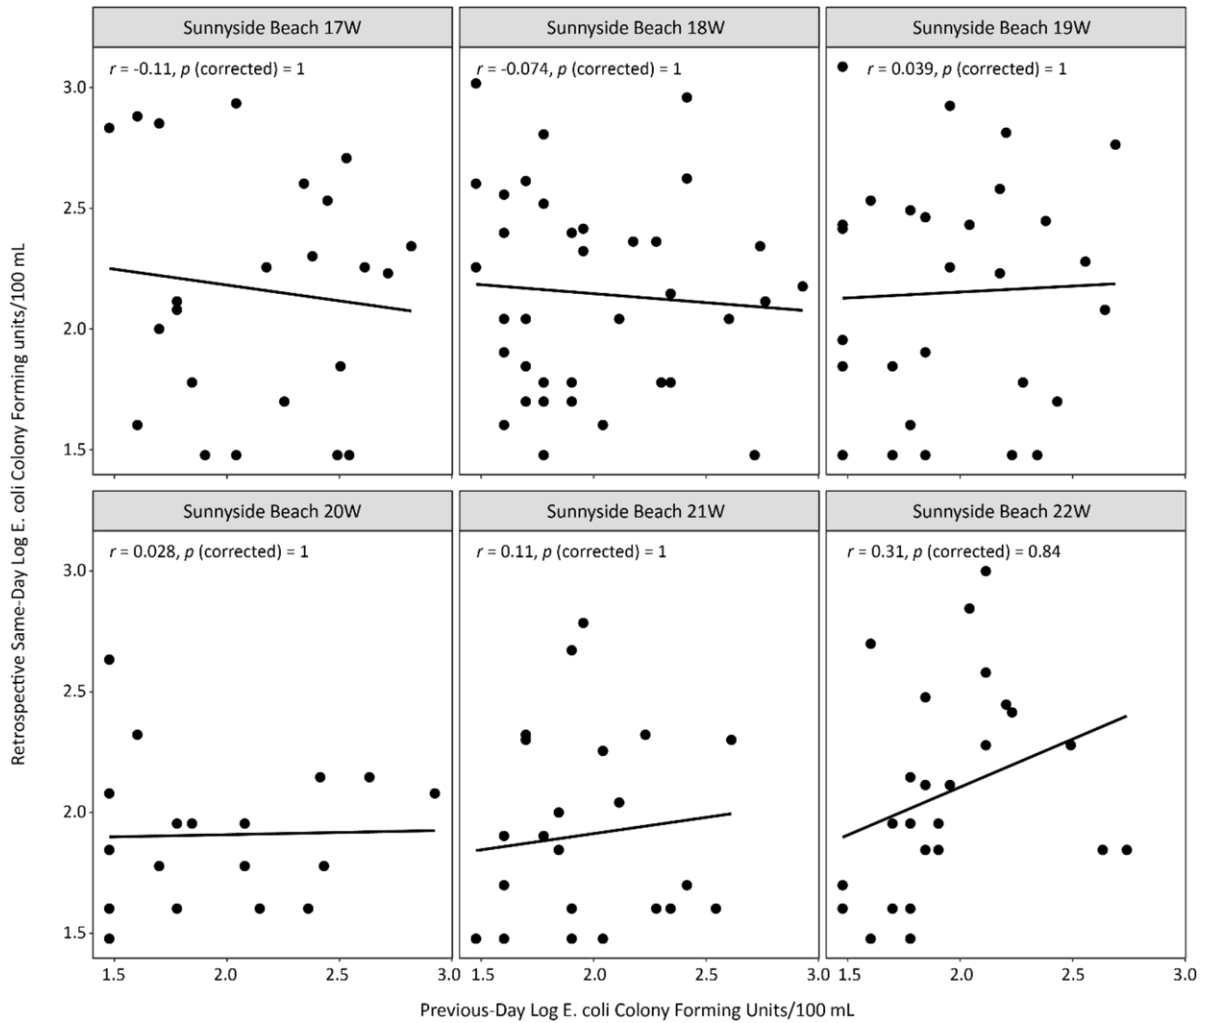 Sunnyside Beach 17W
Sunnyside Beach 18W
Sunnyside Beach 19W
r = -0.11, p (corrected) = 1
r = -0.074, p (corrected) = 1
r = 0.039, p (corrected) = 1
3.0
2.5
2.0
1.5
Sunnyside Beach 20W
Sunnyside Beach 21W
Sunnyside Beach 22W
r = 0.028, p (corrected) = 1
r = 0.11, p (corrected) = 1
r = 0.31, p (corrected) = 0.84
3.0
2.5
2.0
1.5
1.5 2.0 2.5 3.0 1.5 2.0 2.5 3.0 1.5 2.0 2.5 3.0
Previous-Day Log E. coli Colony Forming Units/100 mL
Retrospective Same-Day Log E. coli Colony Forming units/100 mL